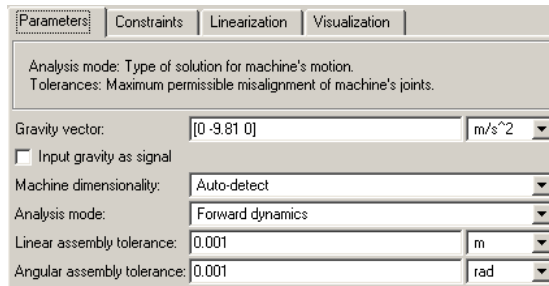 Parameters Constraints Linearization Visualization
Analysis mode: Type of solution for machine's motion.
Tolerances: Maximum permissible misalignment of machine's joints.
Gravity vector: [0 -9.81 0] m/s^2
Input gravity as signal
Machine dimensionality: Auto-detect
Analysis mode: Forward dynamics
Linear assembly tolerance: 0.001 m
Angular assembly tolerance: 0.001 rad